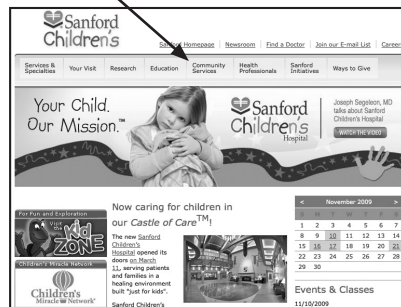 Sanford
Children's
Sanford Homepage | Newsroom | Find a Doctor | Join our E-mail List | Career
Services & Specialties
Your Visit
Research
Education
Community Services
Health Professionals
Sanford Initiatives
Ways to Give
Your Child.
Our Mission.™
Sanford
Children's
Hospital
Joseph Segeleon, MD
talks about Sanford
Children's Hospital
WATCH THE VIDEO
For Fun and Exploration
Visit the
kid
ZONE
Children's Miracle Network
Children's
Miracle Network
Now caring for children in
our Castle of Care™!
The new Sanford
Children's
Hospital opened its
doors on March
11, serving patients
and families in a
healing environment
built "just for kids".
Sanford Children's
< November 2009 >
S M T W T F S
1 2 3 4 5 6 7
8 9 10 11 12 13 14
15 16 17 18 19 20 21
22 23 24 25 26 27 28
29 30
Events & Classes
11/10/2009